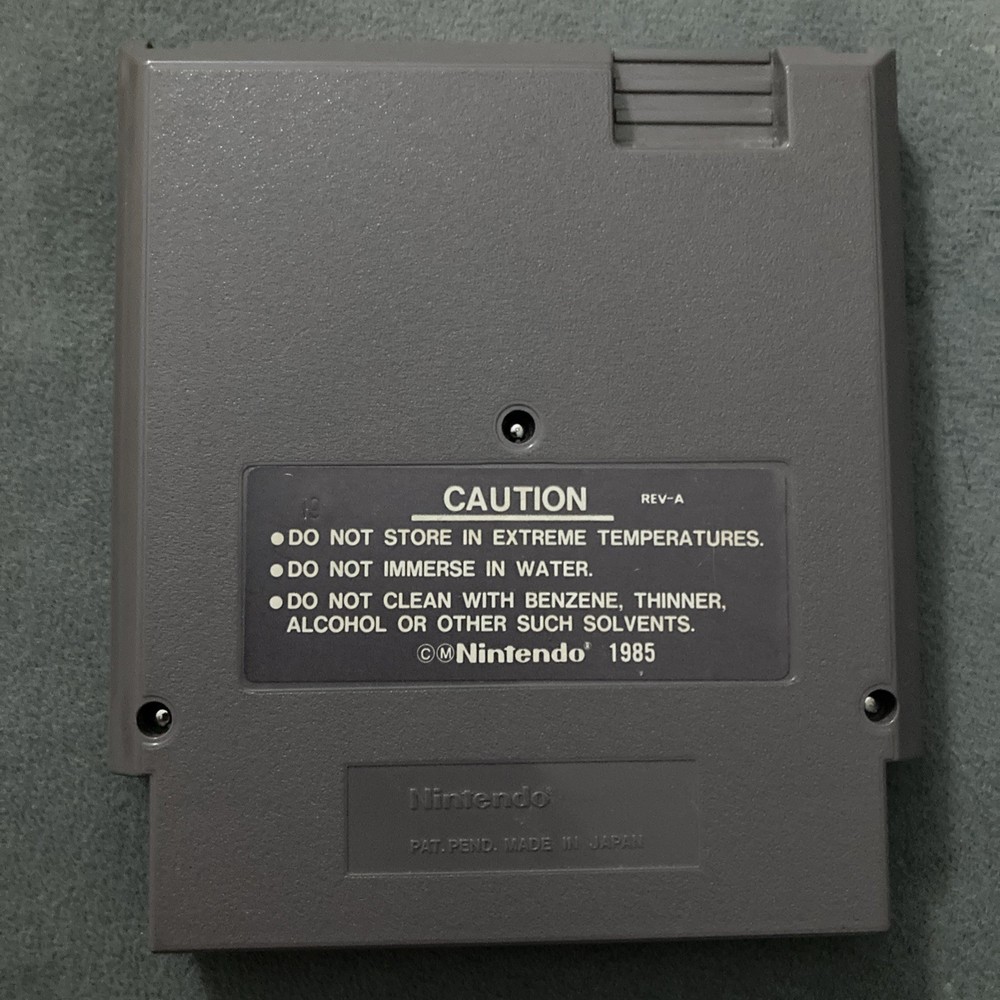 CAUTION REV-A
●DO NOT STORE IN EXTREME TEMPERATURES.
●DO NOT IMMERSE IN WATER.
●DO NOT CLEAN WITH BENZENE, THINNER,
ALCOHOL OR OTHER SUCH SOLVENTS.
ⒸⓂNintendo® 1985
Nintendo®
PAT. PEND. MADE IN JAPAN